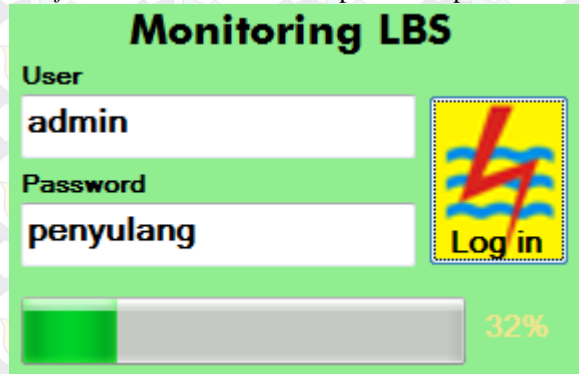 Monitoring LBS
User
admin
Password
penyulang
Log in
32%